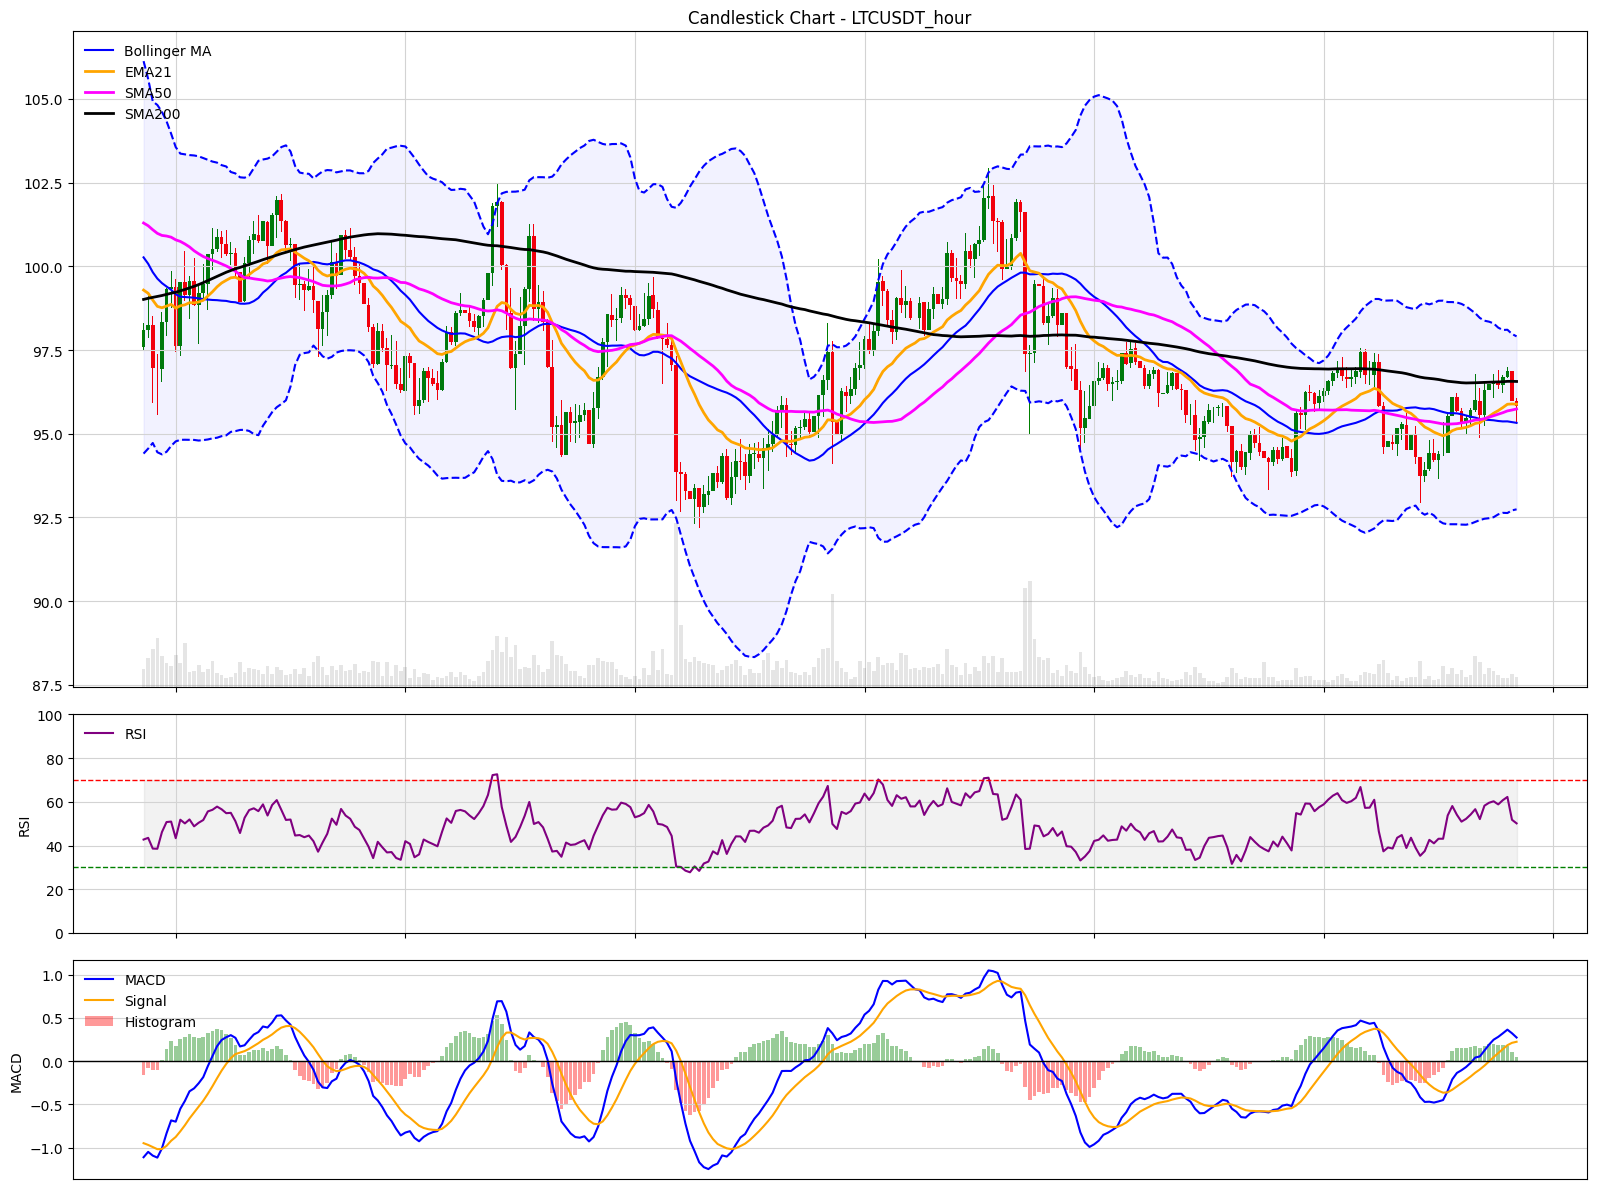 Candlestick Chart - LTCUSDT_hour
Bollinger MA
EMA21
SMA50
SMA200
105.0
102.5
100.0
97.5
95.0
92.5
90.0
87.5
RSI
100
80
60
40
20
0
RSI
MACD
Signal
Histogram
1.0
0.5
0.0
−0.5
−1.0
MACD